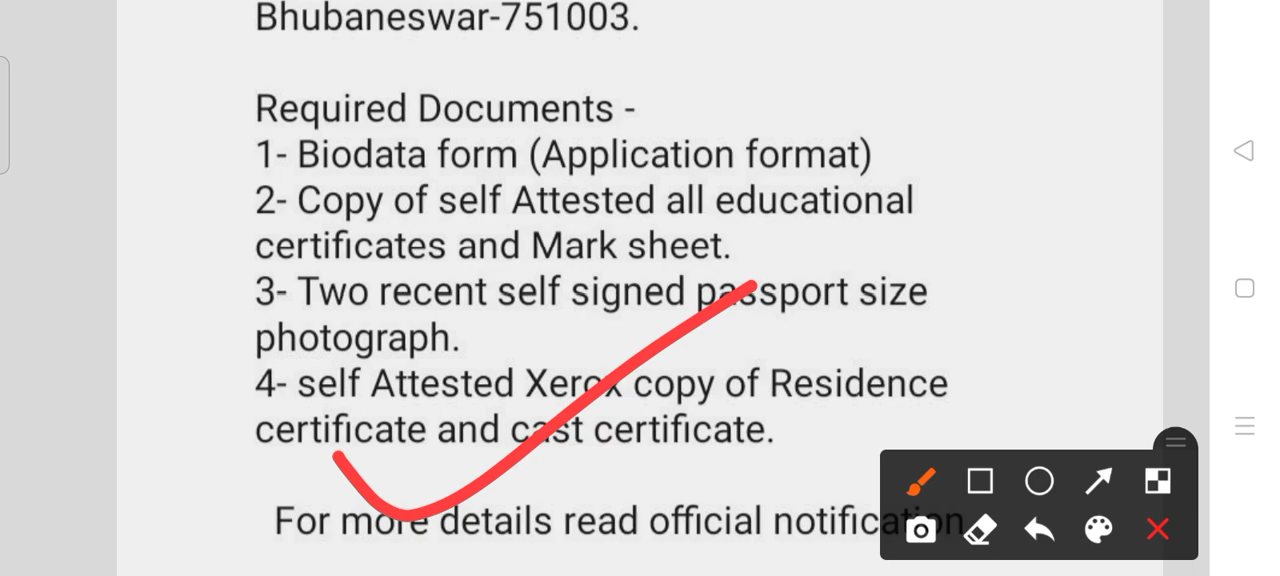 Bhubaneswar-751003.
Required Documents -
1- Biodata form (Application format)
2- Copy of self Attested all educational
certificates and Mark sheet.
3- Two recent self signed passport size
photograph.
4- self Attested Xerox copy of Residence
certificate and cast certificate.
For more details read official notification